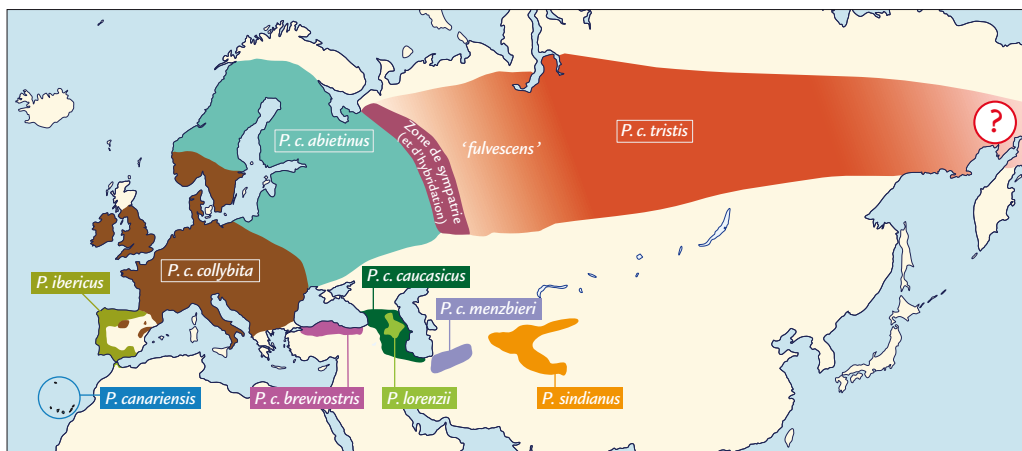 P. c. abietinus
Zone de sympatrie
(et d'hybridation)
‘fulvescens’
P. c. tristis
?
P. c. collybita
P. ibericus
P. c. caucasicus
P. c. menzbieri
P. canariensis
P. c. brevirostris
P. lorenzii
P. sindianus